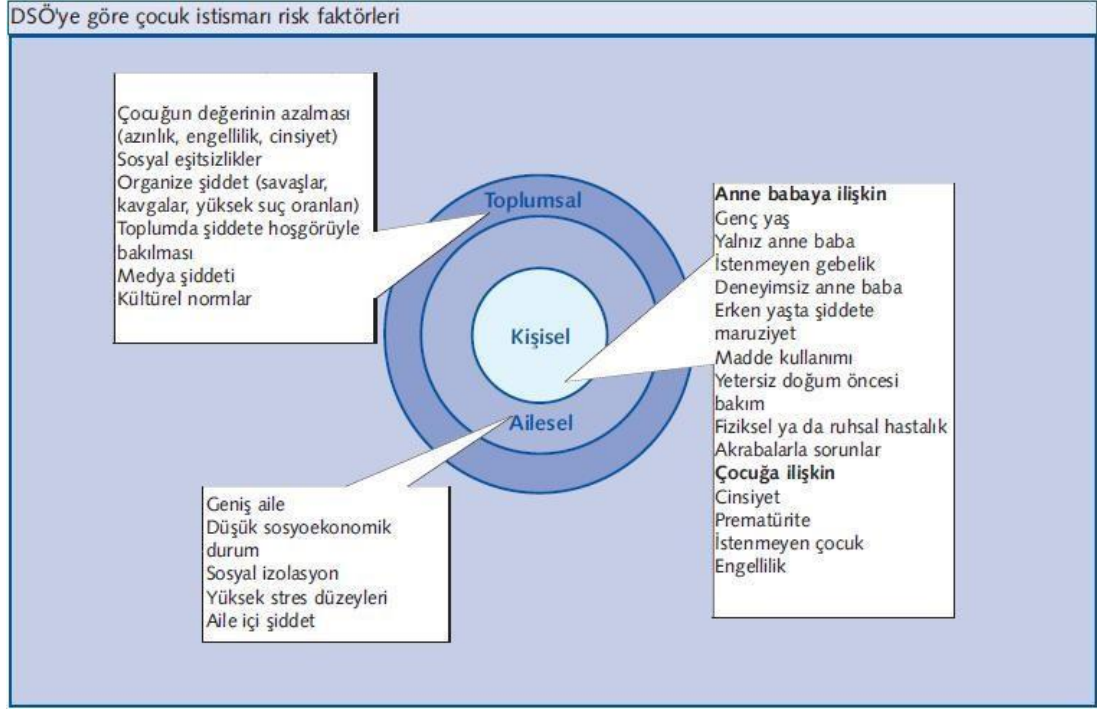 DSÖ'ye göre çocuk istismarı risk faktörleri
Çocuğun değerinin azalması
(azınlık, engellilik, cinsiyet)
Sosyal eşitsizlikler
Organize şiddet (savaşlar,
kavgalar, yüksek suç oranları)
Toplumda şiddete hoşgörüyle
bakılması
Medya şiddeti
Kültürel normlar
Toplumsal
Kişisel
Ailesel
Anne babaya ilişkin
Genç yaş
Yalnız anne baba
İstenmeyen gebelik
Deneyimsiz anne baba
Erken yaşta şiddete
maruziyet
Madde kullanımı
Yetersiz doğum öncesi
bakım
Fiziksel ya da ruhsal hastalık
Akrabalarla sorunlar
Çocuğa ilişkin
Cinsiyet
Prematürite
İstenmeyen çocuk
Engellilik
Geniş aile
Düşük sosyoekonomik
durum
Sosyal izolasyon
Yüksek stres düzeyleri
Aile içi şiddet